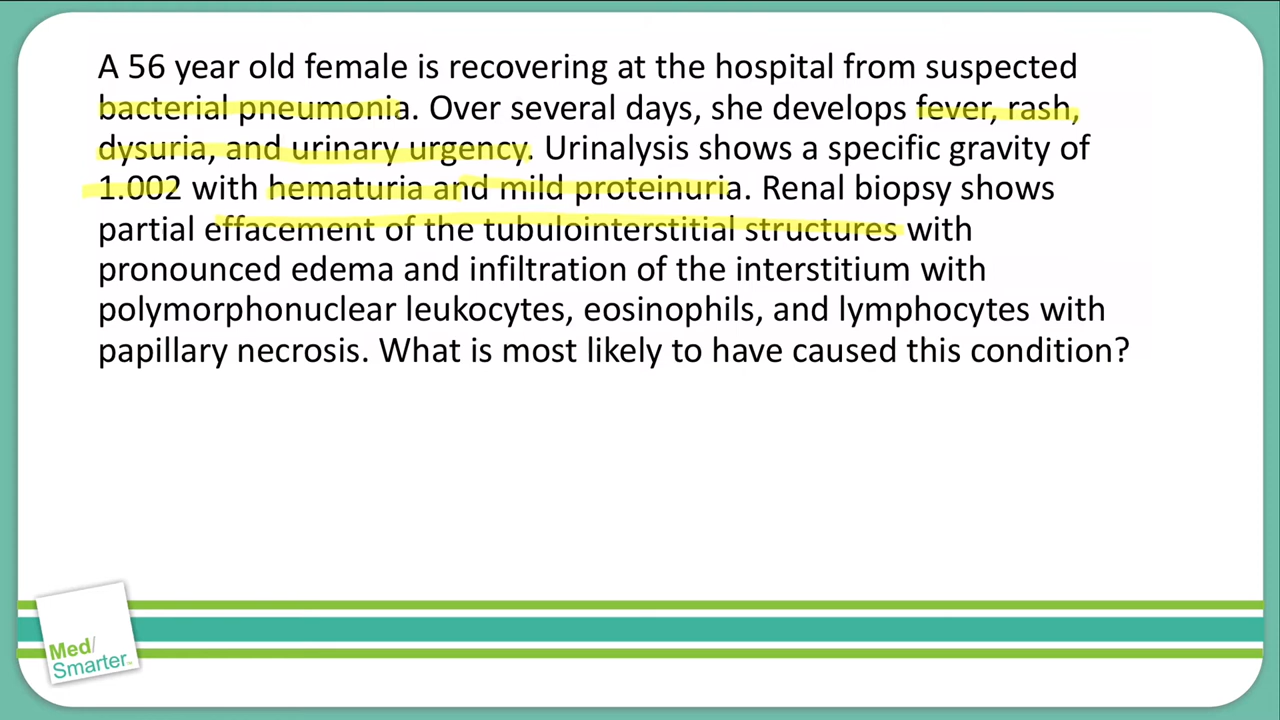 A 56 year old female is recovering at the hospital from suspected
bacterial pneumonia. Over several days, she develops fever, rash,
dysuria, and urinary urgency. Urinalysis shows a specific gravity of
1.002 with hematuria and mild proteinuria. Renal biopsy shows
partial effacement of the tubulointerstitial structures with
pronounced edema and infiltration of the interstitium with
polymorphonuclear leukocytes, eosinophils, and lymphocytes with
papillary necrosis. What is most likely to have caused this condition?
Med/
Smarter™